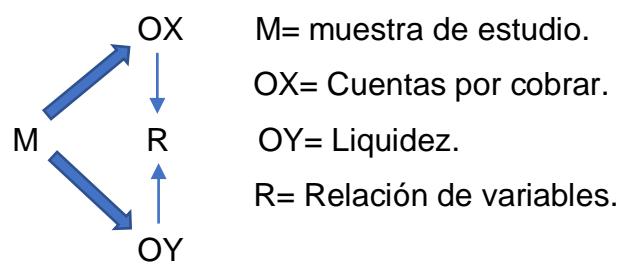 OX M= muestra de estudio.
OX= Cuentas por cobrar.
M R OY= Liquidez.
R= Relación de variables.
OY